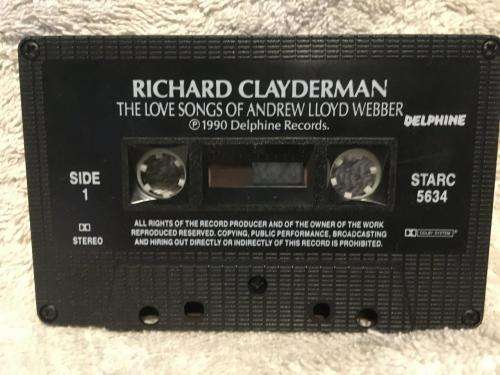 RICHARD CLAYDERMAN
THE LOVE SONGS OF ANDREW LLOYD WEBBER
℗ 1990 Delphine Records.
DELPHINE
SIDE
1
STEREO
STARC
5634
DOLBY SYSTEM
ALL RIGHTS OF THE RECORD PRODUCER AND OF THE OWNER OF THE WORK
REPRODUCED RESERVED. COPYING, PUBLIC PERFORMANCE, BROADCASTING
AND HIRING OUT DIRECTLY OR INDIRECTLY OF THIS RECORD IS PROHIBITED.